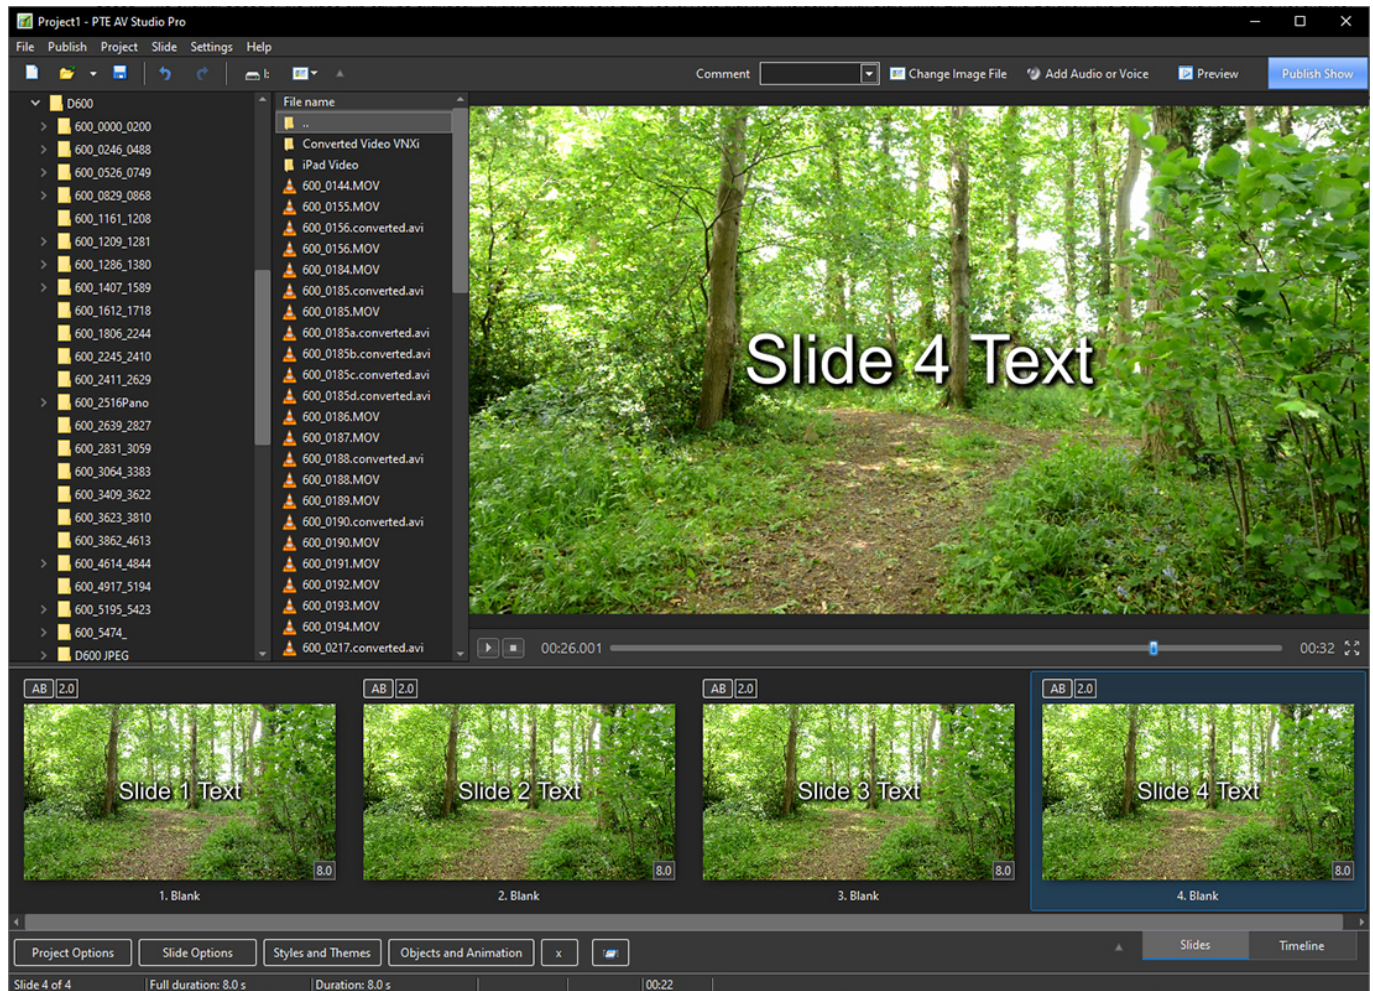 Project1 - PTE AV Studio Pro
File Publish Project Slide Settings Help
I: Comment Change Image File Add Audio or Voice Preview Publish Show
D600
600_0000_0200
600_0246_0488
600_0526_0749
600_0829_0868
600_1161_1208
600_1209_1281
600_1286_1380
600_1407_1589
600_1612_1718
600_1806_2244
600_2245_2410
600_2411_2629
600_2516Pano
600_2639_2827
600_2831_3059
600_3064_3383
600_3409_3622
600_3623_3810
600_3862_4613
600_4614_4844
600_4917_5194
600_5195_5423
600_5474_
D600 JPEG
File name
..
Converted Video VNXi
iPad Video
600_0144.MOV
600_0155.MOV
600_0156.converted.avi
600_0156.MOV
600_0184.MOV
600_0185.converted.avi
600_0185.MOV
600_0185a.converted.avi
600_0185b.converted.avi
600_0185c.converted.avi
600_0185d.converted.avi
600_0186.MOV
600_0187.MOV
600_0188.converted.avi
600_0188.MOV
600_0189.MOV
600_0190.converted.avi
600_0190.MOV
600_0191.MOV
600_0192.MOV
600_0193.MOV
600_0194.MOV
600_0217.converted.avi
Slide 4 Text
00:26.001 00:32
AB 2.0
Slide 1 Text
8.0
1. Blank
AB 2.0
Slide 2 Text
8.0
2. Blank
AB 2.0
Slide 3 Text
8.0
3. Blank
AB 2.0
Slide 4 Text
8.0
4. Blank
Project Options Slide Options Styles and Themes Objects and Animation x Slides Timeline
Slide 4 of 4 Full duration: 8.0 s Duration: 8.0 s 00:22